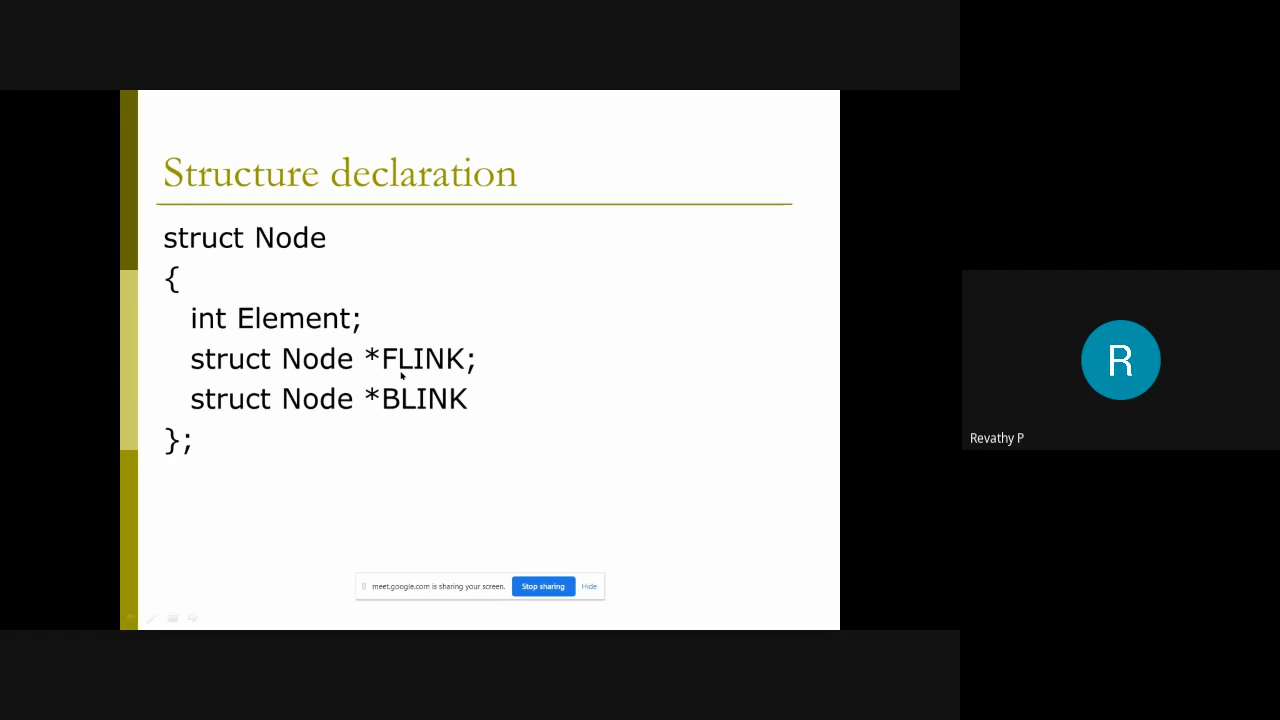 Structure declaration
struct Node
{
int Element;
struct Node *FLINK;
struct Node *BLINK
};
meet.google.com is sharing your screen. Stop sharing Hide
R
Revathy P